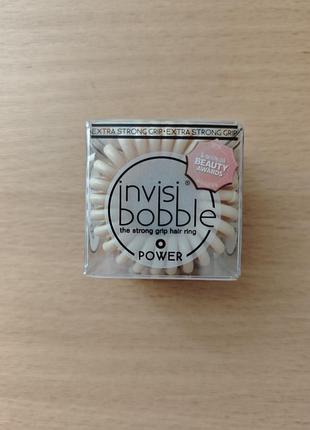 EXTRA STRONG GRIP•EXTRA STRONG GRIP
BEAUTY
AWARDS
invisi
bobble
the strong grip hair ring
POWER